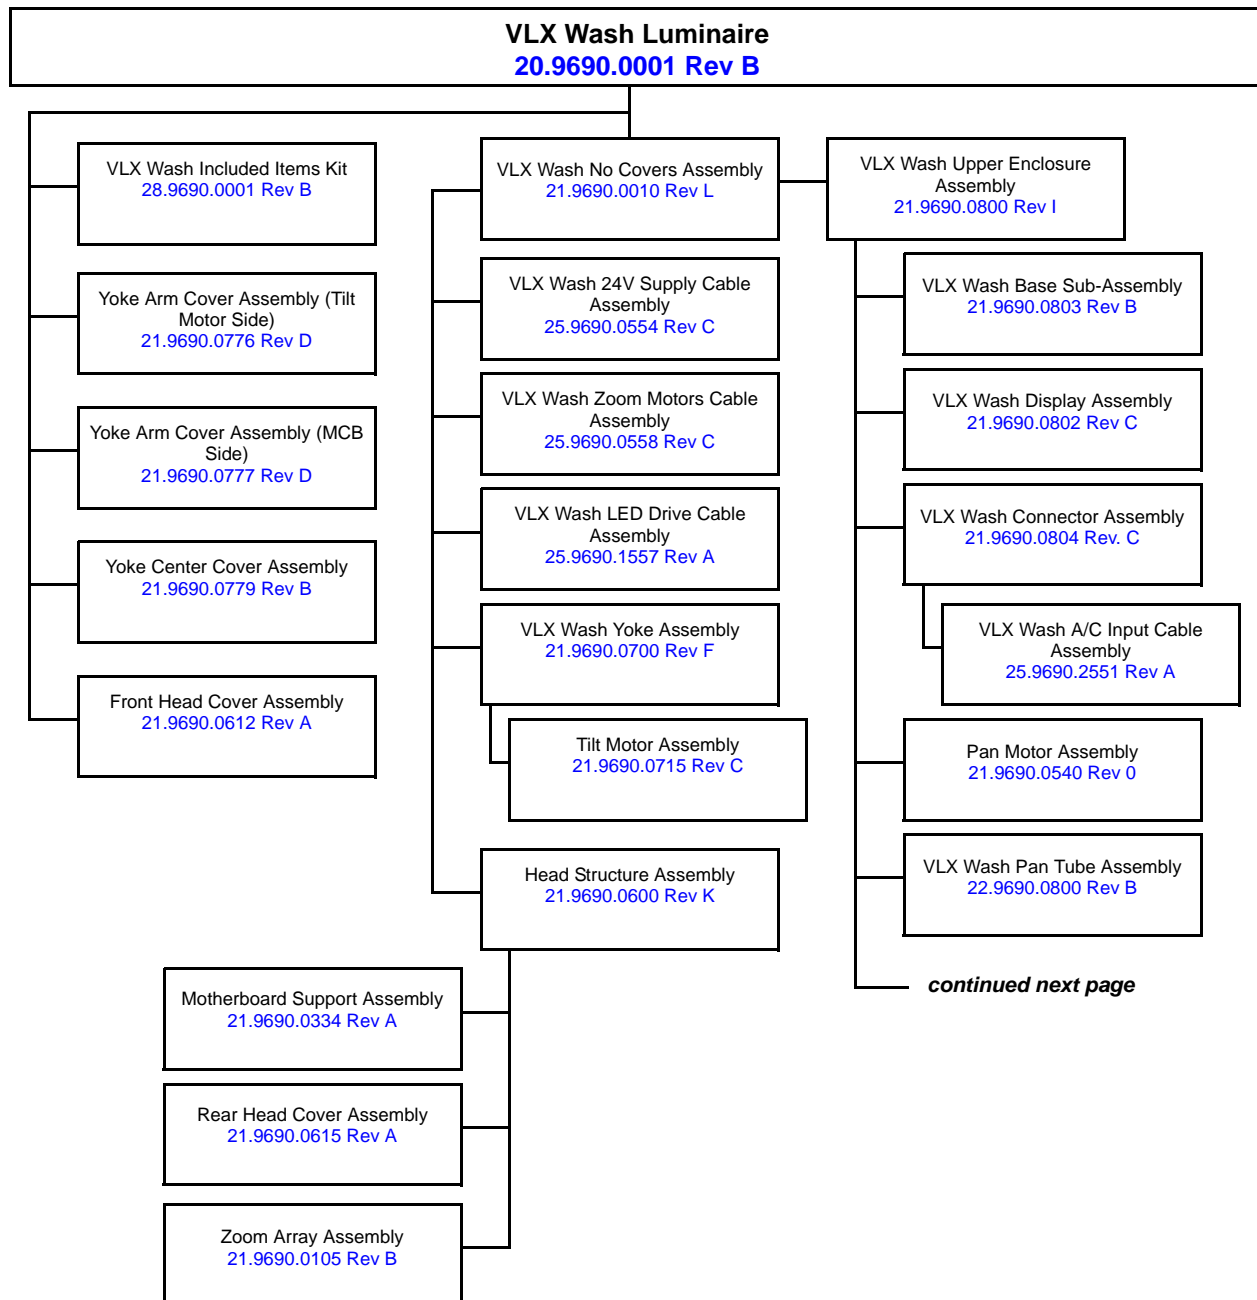 VLX Wash Luminaire
20.9690.0001 Rev B
VLX Wash Included Items Kit
28.9690.0001 Rev B
Yoke Arm Cover Assembly (Tilt
Motor Side)
21.9690.0776 Rev D
Yoke Arm Cover Assembly (MCB
Side)
21.9690.0777 Rev D
Yoke Center Cover Assembly
21.9690.0779 Rev B
Front Head Cover Assembly
21.9690.0612 Rev A
VLX Wash No Covers Assembly
21.9690.0010 Rev L
VLX Wash 24V Supply Cable
Assembly
25.9690.0554 Rev C
VLX Wash Zoom Motors Cable
Assembly
25.9690.0558 Rev C
VLX Wash LED Drive Cable
Assembly
25.9690.1557 Rev A
VLX Wash Yoke Assembly
21.9690.0700 Rev F
Tilt Motor Assembly
21.9690.0715 Rev C
Head Structure Assembly
21.9690.0600 Rev K
Motherboard Support Assembly
21.9690.0334 Rev A
Rear Head Cover Assembly
21.9690.0615 Rev A
Zoom Array Assembly
21.9690.0105 Rev B
VLX Wash Upper Enclosure
Assembly
21.9690.0800 Rev I
VLX Wash Base Sub-Assembly
21.9690.0803 Rev B
VLX Wash Display Assembly
21.9690.0802 Rev C
VLX Wash Connector Assembly
21.9690.0804 Rev. C
VLX Wash A/C Input Cable
Assembly
25.9690.2551 Rev A
Pan Motor Assembly
21.9690.0540 Rev 0
VLX Wash Pan Tube Assembly
22.9690.0800 Rev B
continued next page